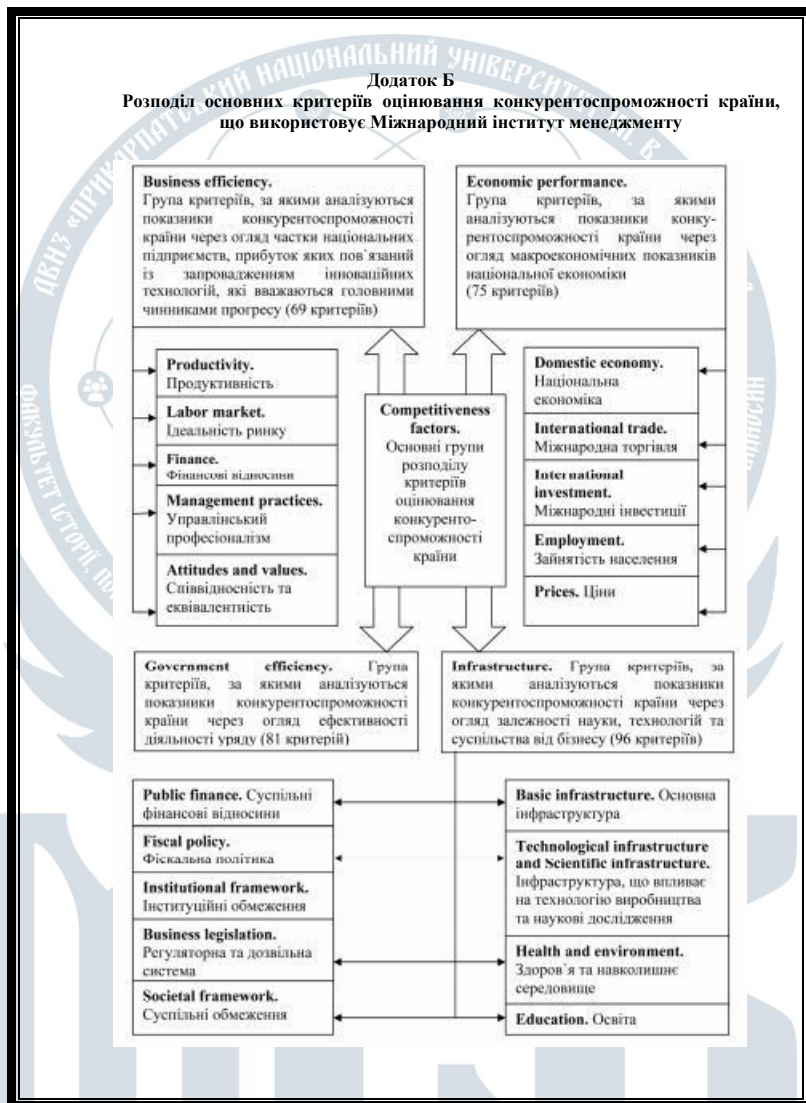 Додаток Б
Розподіл основних критеріїв оцінювання конкурентоспроможності країни,
що використовує Міжнародний інститут менеджменту
Business efficiency.
Група критеріїв, за якими аналізуються
показники конкурентоспроможності
країни через огляд частки національних
підприємств, прибуток яких пов`язаний
із запровадженням інноваційних
технологій, які вважаються головними
чинниками прогресу (69 критеріїв)
Economic performance.
Група критеріїв, за якими
аналізуються показники конку-
рентоспроможності країни через
огляд макроекономічних показників
національної економіки
(75 критеріїв)
Productivity.
Продуктивність
Labor market.
Ідеальність ринку
Finance.
Фінансові відносини
Management practices.
Управлінський
професіоналізм
Attitudes and values.
Співвідносність та
еквівалентність
Competitiveness
factors.
Основні групи
розподілу
критеріїв
оцінювання
конкуренто-
спроможності
країни
Domestic economy.
Національна
економіка
International trade.
Міжнародна торгівля
International
investment.
Міжнародні інвестиції
Employment.
Зайнятість населення
Prices. Ціни
Government efficiency. Група
критеріїв, за якими аналізуються
показники конкурентоспроможності
країни через огляд ефективності
діяльності уряду (81 критерій)
Infrastructure. Група критеріїв, за
якими аналізуються показники
конкурентоспроможності країни через
огляд залежності науки, технологій та
суспільства від бізнесу (96 критеріїв)
Public finance. Суспільні
фінансові відносини
Fiscal policy.
Фіскальна політика
Institutional framework.
Інституційні обмеження
Business legislation.
Регуляторна та дозвільна
система
Societal framework.
Суспільні обмеження
Basic infrastructure. Основна
інфраструктура
Technological infrastructure
and Scientific infrastructure.
Інфраструктура, що впливає
на технологію виробництва
та наукові дослідження
Health and environment.
Здоров`я та навколишнє
середовище
Education. Освіта